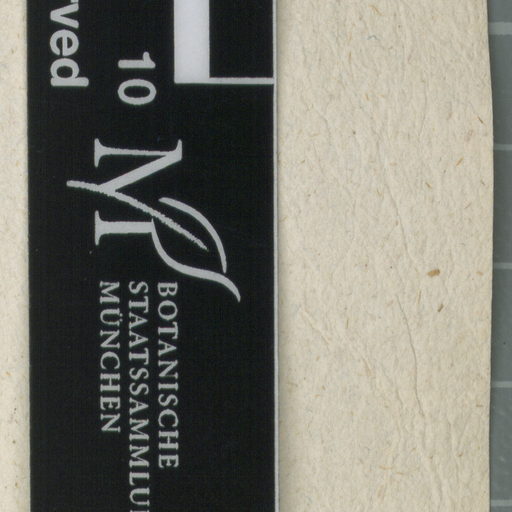 rved
10
BOTANISCHE
STAATSSAMMLU
MÜNCHEN